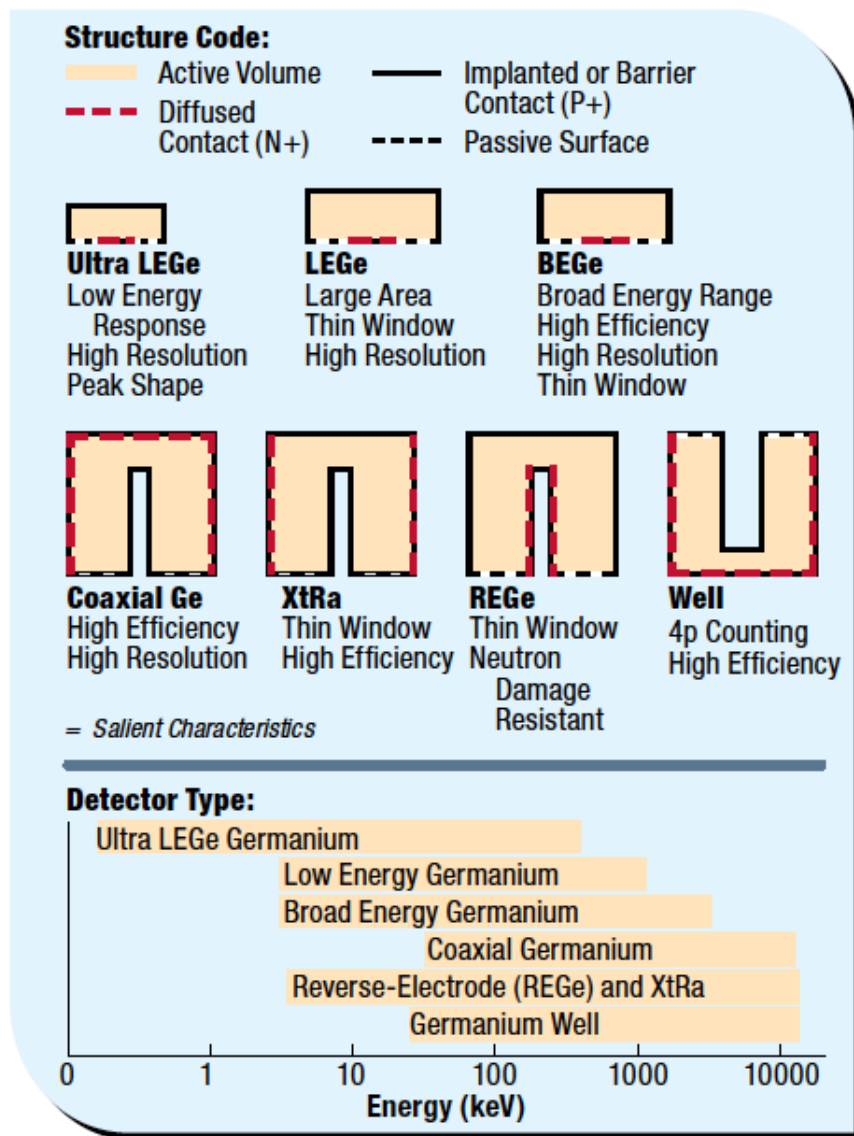 Structure Code:
Active Volume
Diffused
Contact (N+)
Implanted or Barrier
Contact (P+)
Passive Surface
Ultra LEGe
Low Energy
Response
High Resolution
Peak Shape
LEGe
Large Area
Thin Window
High Resolution
BEGe
Broad Energy Range
High Efficiency
High Resolution
Thin Window
Coaxial Ge
High Efficiency
High Resolution
XtRa
Thin Window
High Efficiency
REGe
Thin Window
Neutron
Damage
Resistant
Well
4p Counting
High Efficiency
= Salient Characteristics
Detector Type:
Ultra LEGe Germanium
Low Energy Germanium
Broad Energy Germanium
Coaxial Germanium
Reverse-Electrode (REGe) and XtRa
Germanium Well
0 1 10 100 1000 10000
Energy (keV)